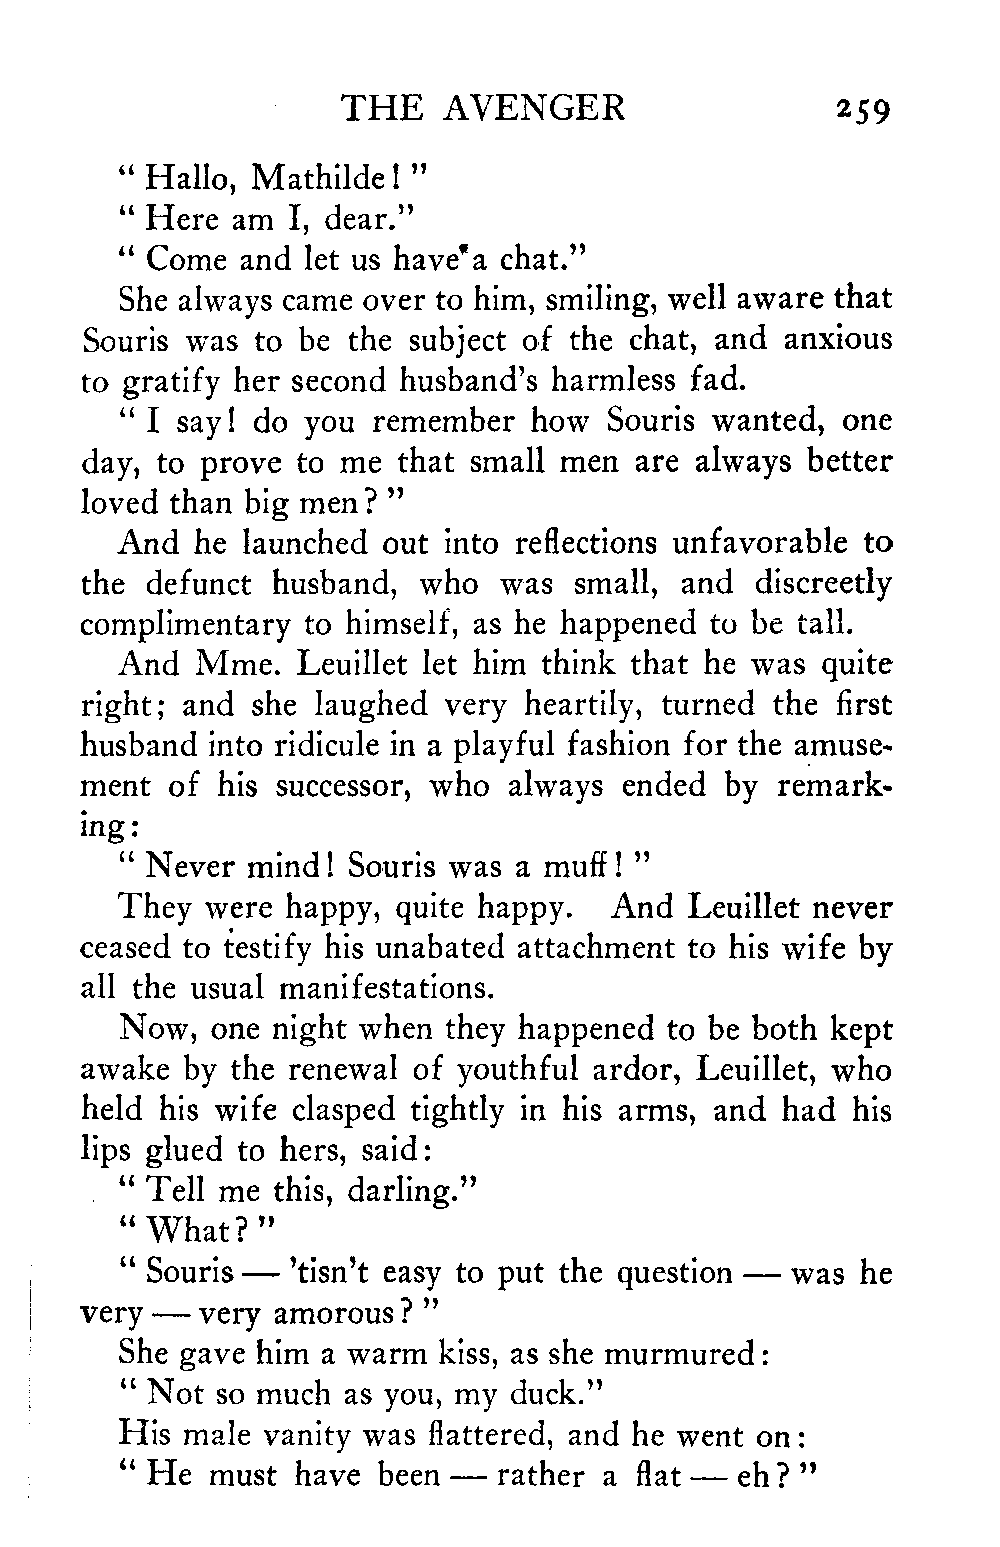 THE AVENGER 259
“ Hallo, Mathilde! ”
“ Here am I, dear.”
“ Come and let us have a chat.”
She always came over to him, smiling, well aware that
Souris was to be the subject of the chat, and anxious
to gratify her second husband's harmless fad.
“ I say! do you remember how Souris wanted, one
day, to prove to me that small men are always better
loved than big men? ”
And he launched out into reflections unfavorable to
the defunct husband, who was small, and discreetly
complimentary to himself, as he happened to be tall.
And Mme. Leuillet let him think that he was quite
right; and she laughed very heartily, turned the first
husband into ridicule in a playful fashion for the amuse-
ment of his successor, who always ended by remark-
ing:
“ Never mind! Souris was a muff! ”
They were happy, quite happy. And Leuillet never
ceased to testify his unabated attachment to his wife by
all the usual manifestations.
Now, one night when they happened to be both kept
awake by the renewal of youthful ardor, Leuillet, who
held his wife clasped tightly in his arms, and had his
lips glued to hers, said:
“ Tell me this, darling.”
“ What? ”
“ Souris — 'tisn't easy to put the question — was he
very — very amorous? ”
She gave him a warm kiss, as she murmured:
“ Not so much as you, my duck.”
His male vanity was flattered, and he went on:
“ He must have been — rather a flat — eh? ”